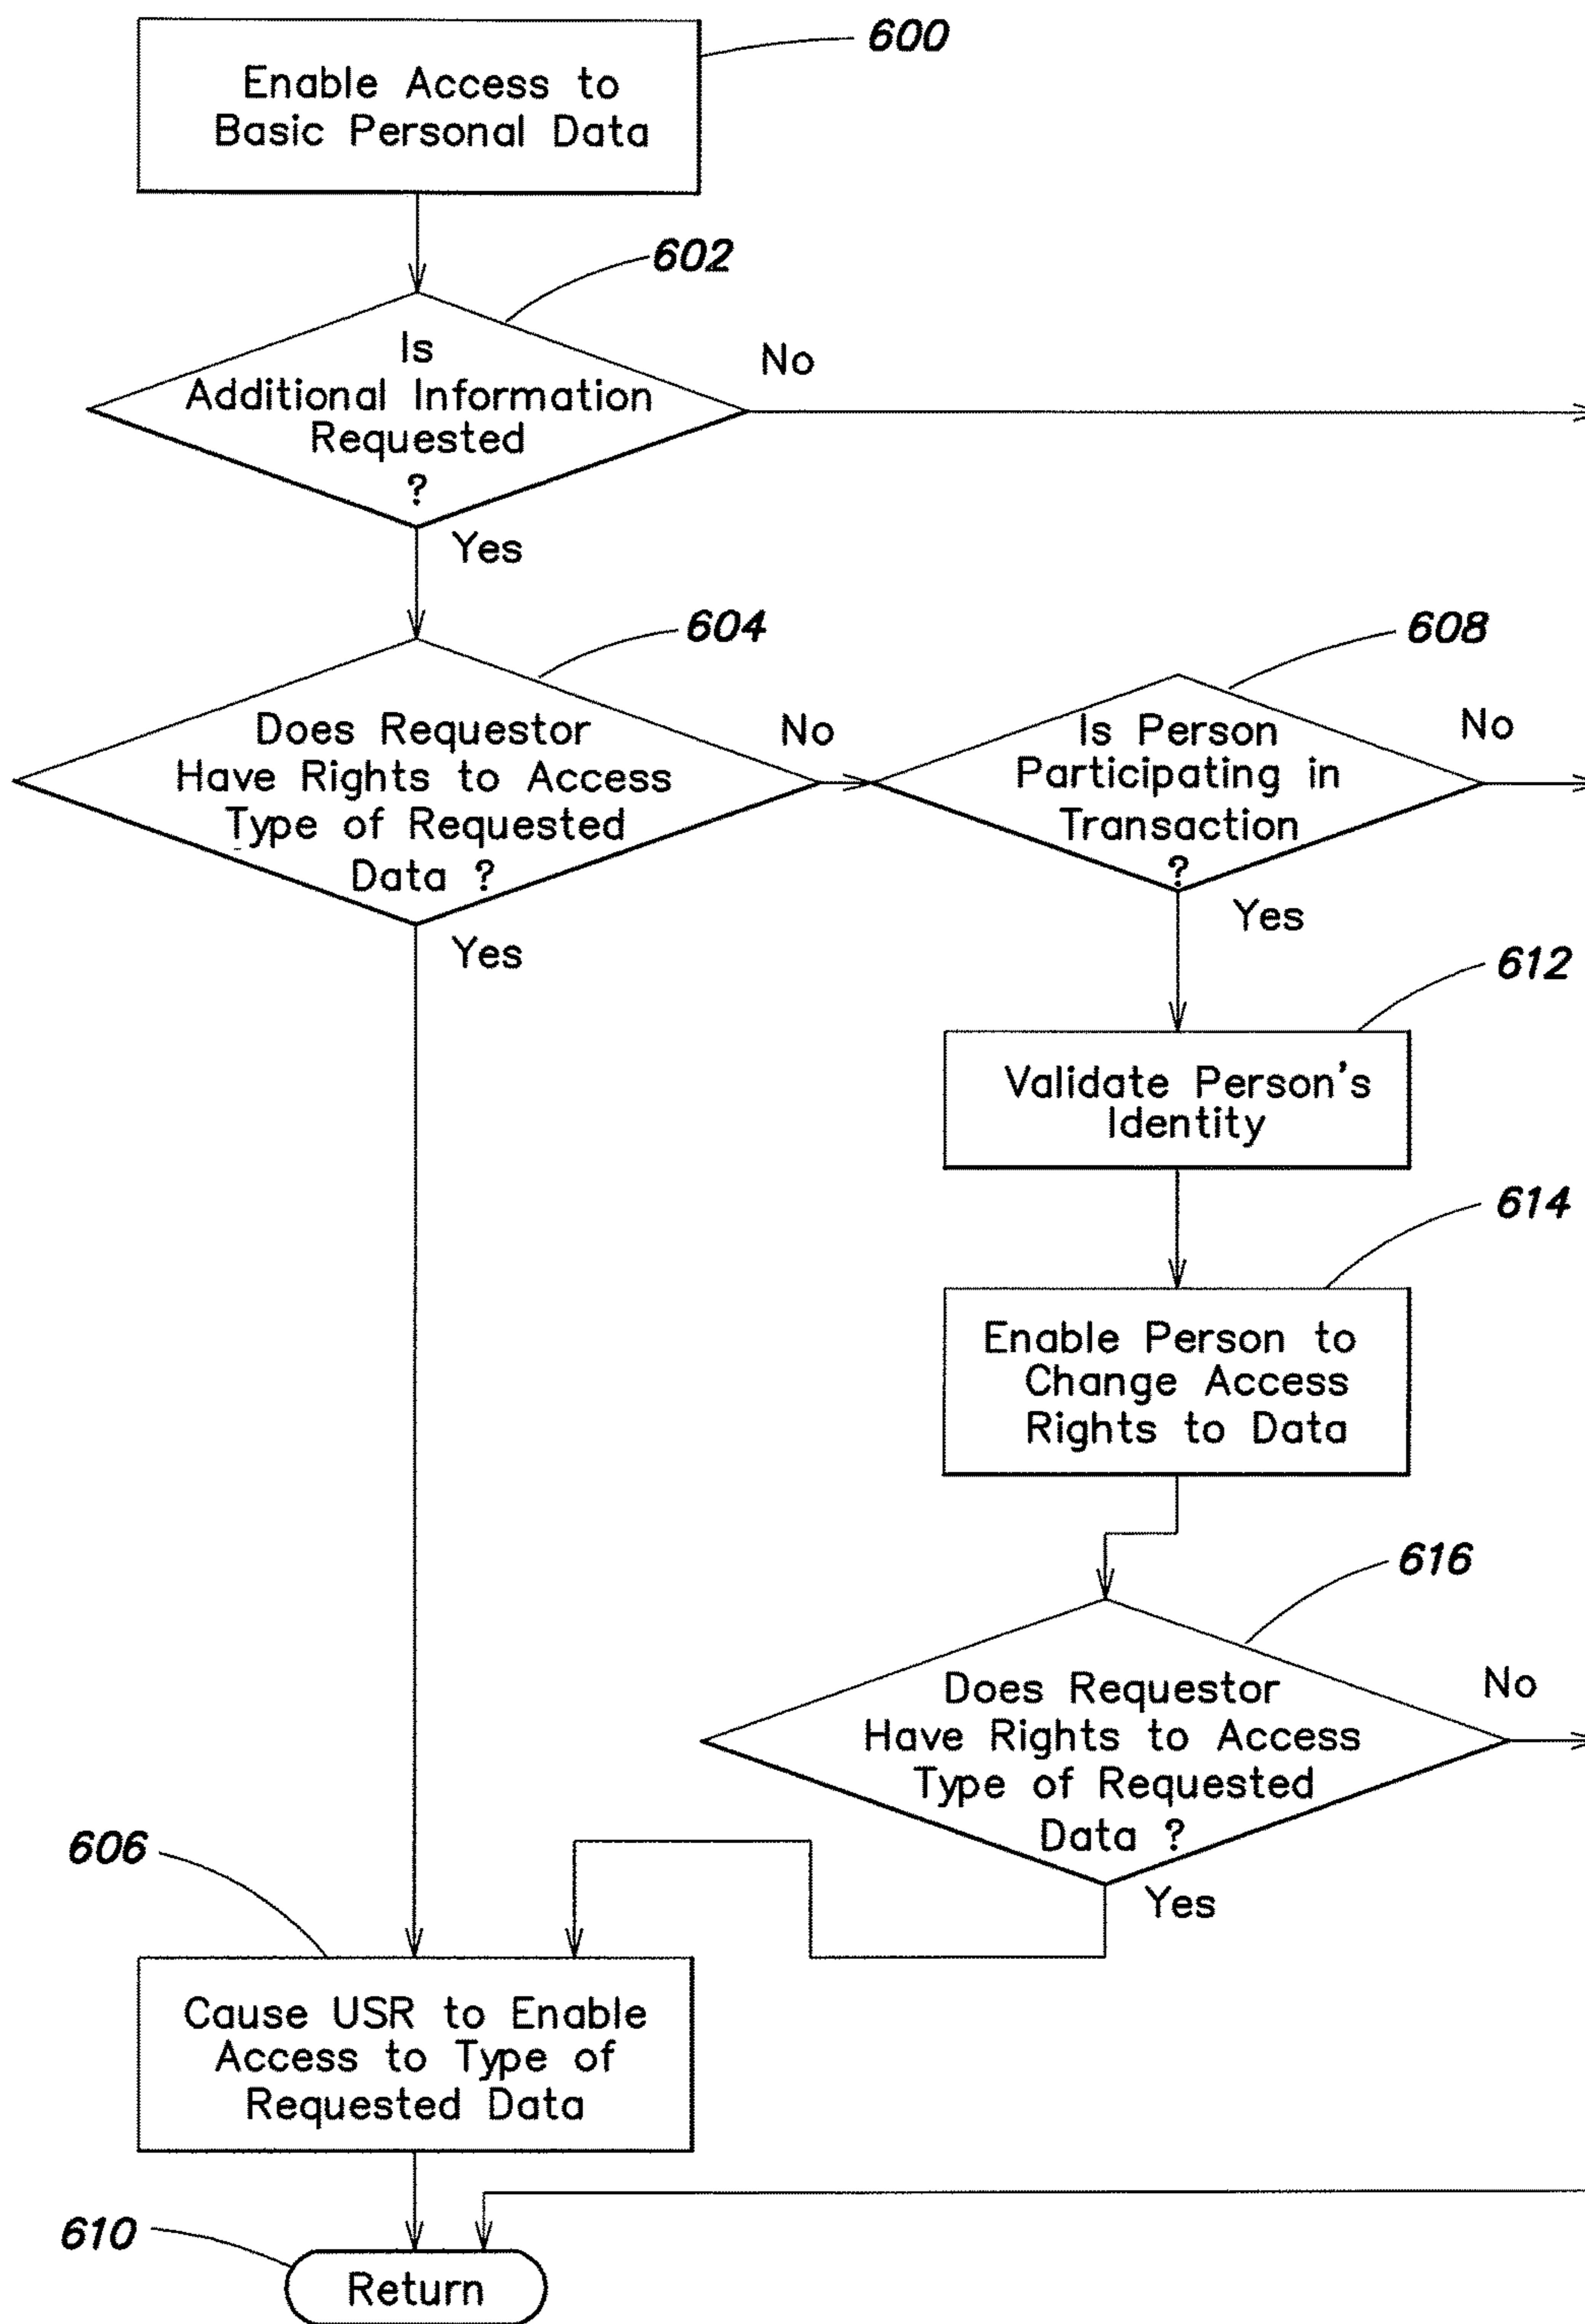 600
Enable Access to
Basic Personal Data
602
Is
Additional Information
Requested
?
No
Yes
604
Does Requestor
Have Rights to Access
Type of Requested
Data ?
No
Yes
608
Is Person
Participating in
Transaction
?
No
Yes
612
Validate Person's
Identity
614
Enable Person to
Change Access
Rights to Data
616
Does Requestor
Have Rights to Access
Type of Requested
Data ?
No
Yes
606
Cause USR to Enable
Access to Type of
Requested Data
610
Return